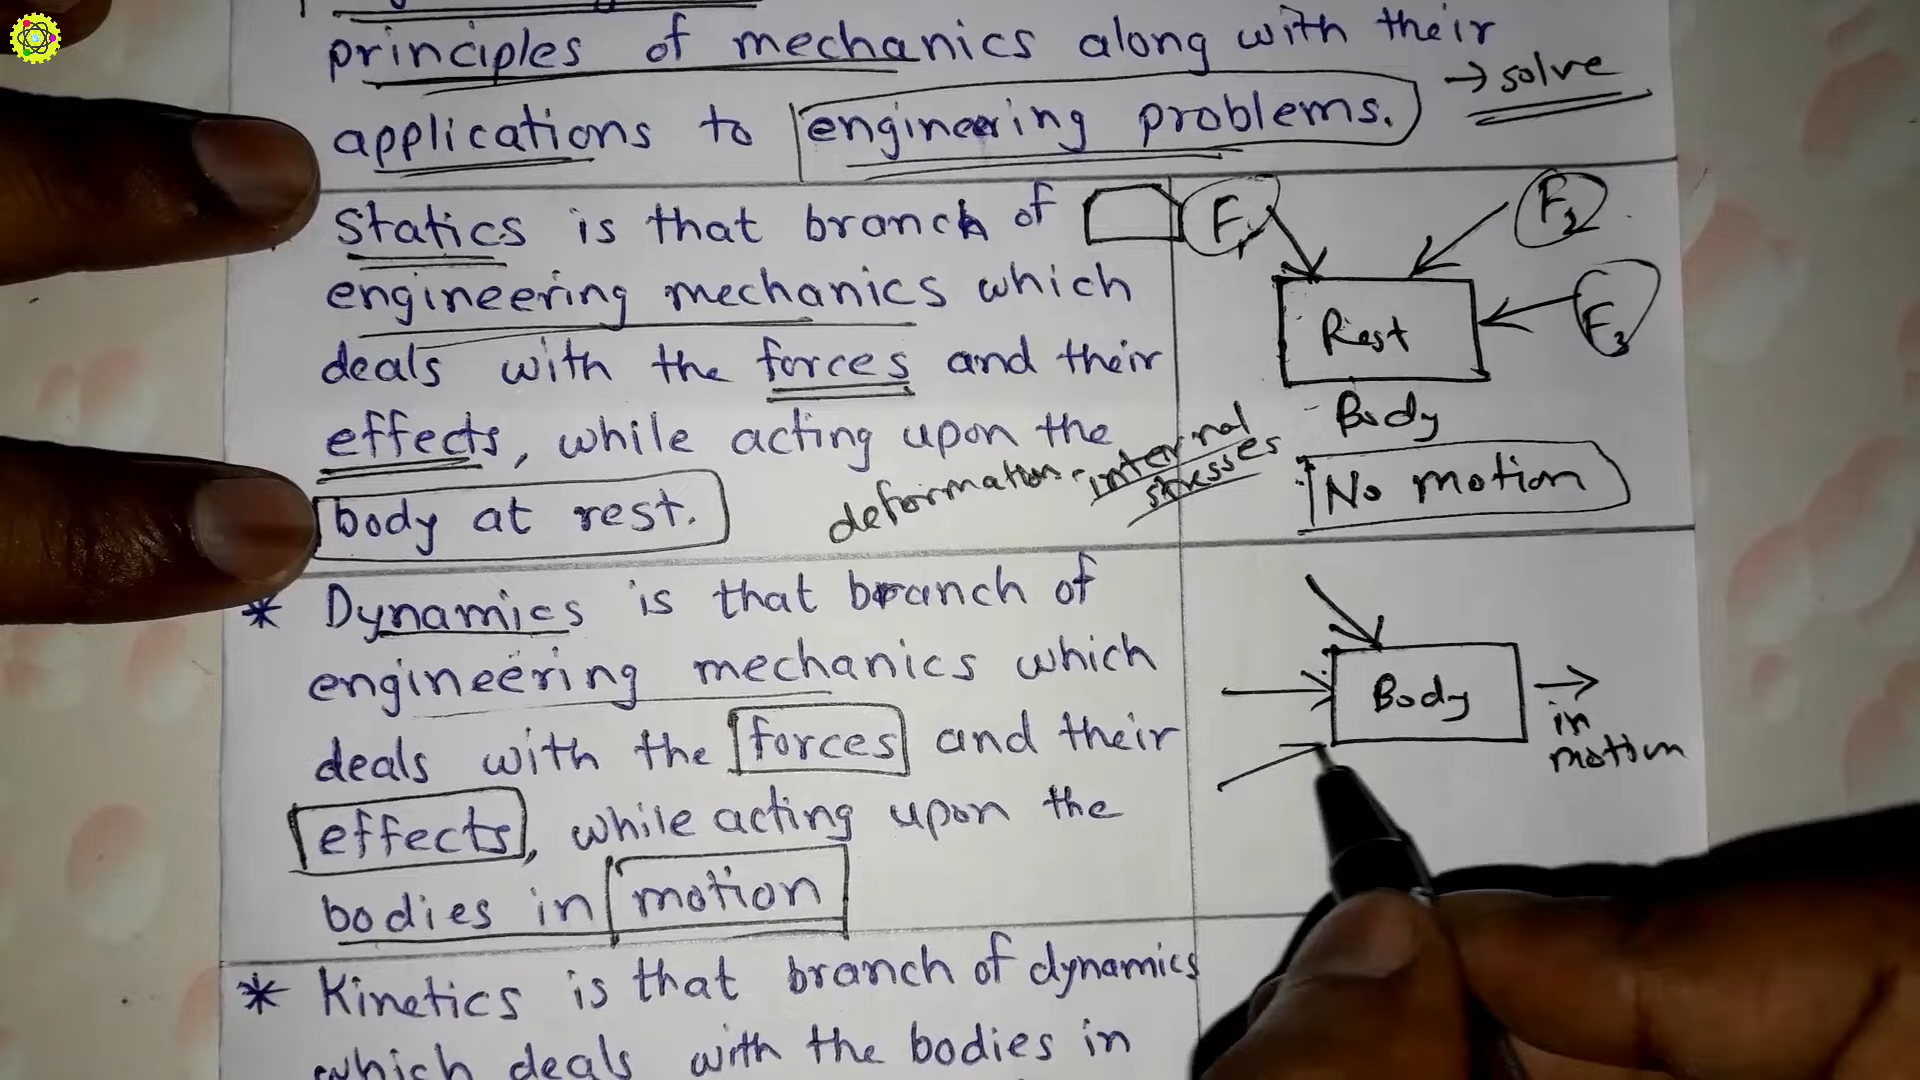 principles of mechanics along with their
→ solve
applications to engineering problems.
Statics is that branch of
engineering mechanics which
deals with the forces and their
effects, while acting upon the
body at rest.
deformation - internal
stresses
F1
F2
F3
Rest
Body
No motion
* Dynamics is that branch of
engineering mechanics which
deals with the forces and their
effects, while acting upon the
bodies in motion
Body
in
motion
* Kinetics is that branch of dynamics
which deals with the bodies in